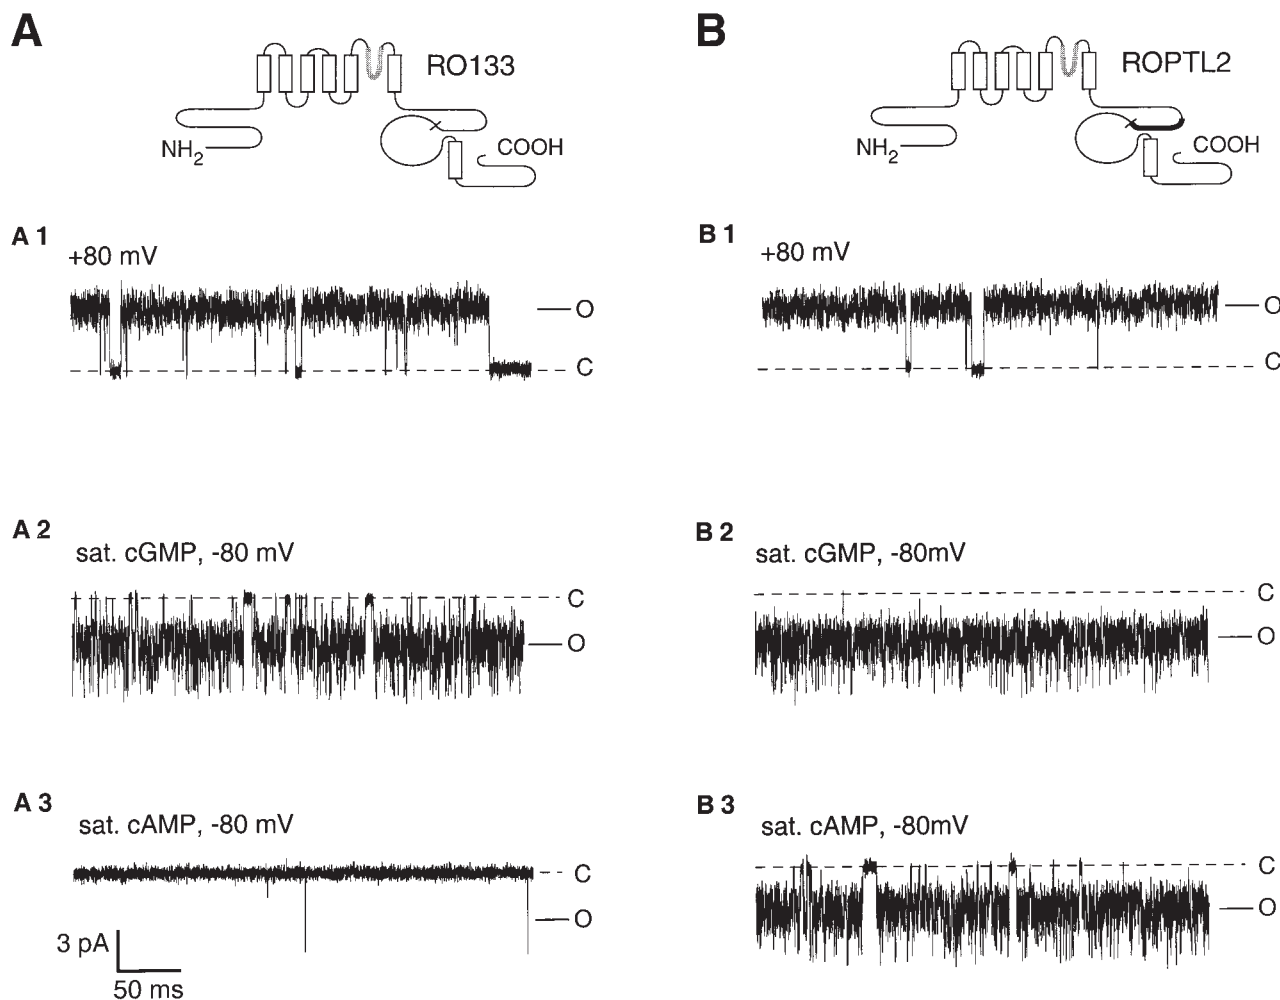 A
RO133
NH2
COOH
B
ROPTL2
NH2
COOH
A 1
+80 mV
O
C
B 1
+80 mV
O
C
A 2
sat. cGMP, -80 mV
C
O
B 2
sat. cGMP, -80mV
C
O
A 3
sat. cAMP, -80 mV
C
O
3 pA
50 ms
B 3
sat. cAMP, -80mV
C
O